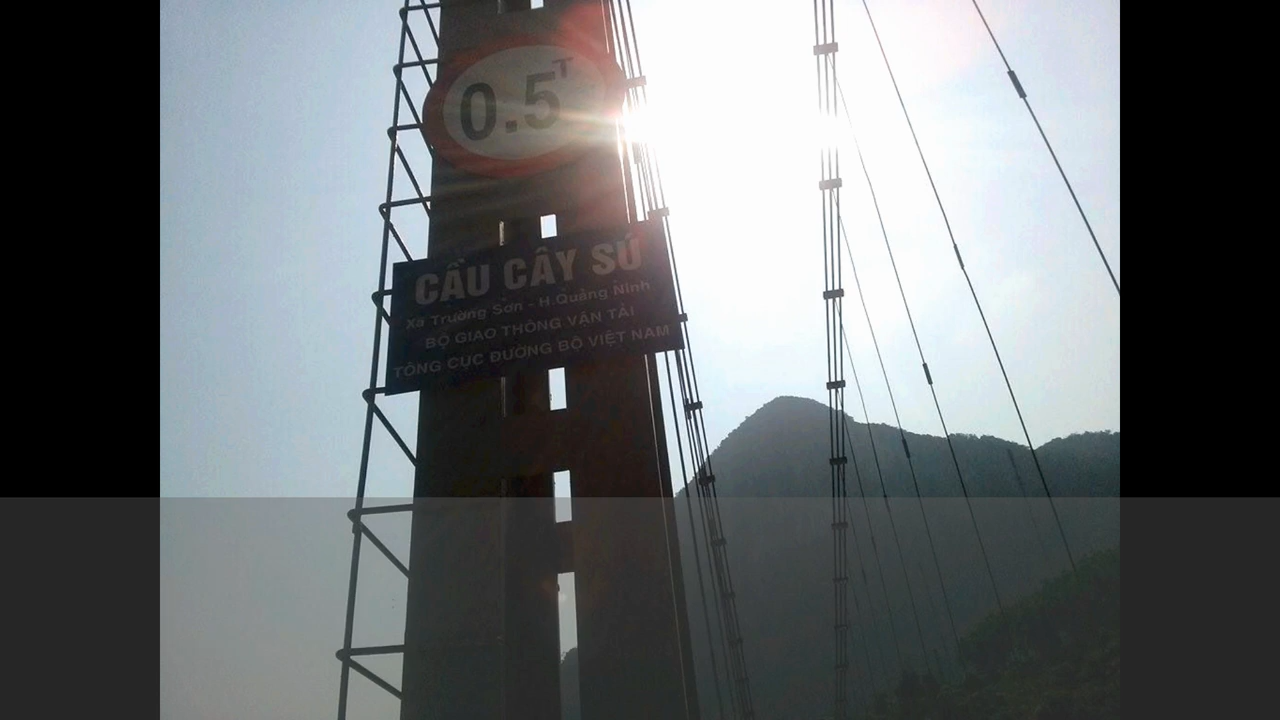 0.5T
CẦU CÂY SÚ
Xã Trường Sơn - H.Quảng Ninh
BỘ GIAO THÔNG VẬN TẢI
TỔNG CỤC ĐƯỜNG BỘ VIỆT NAM